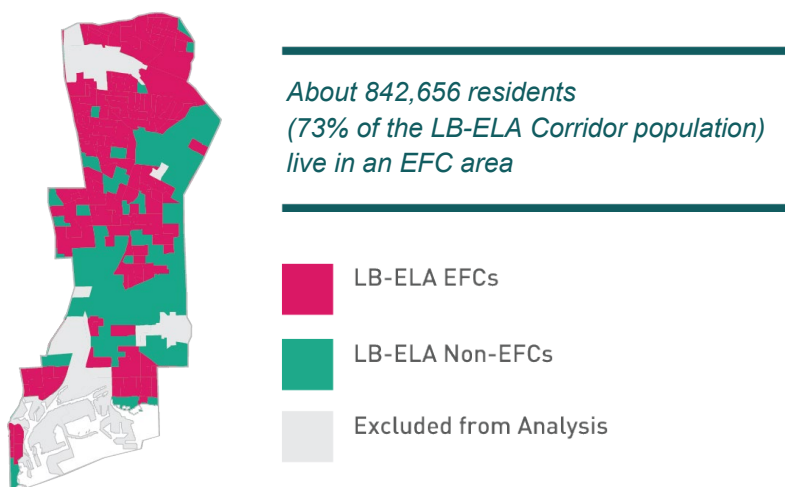 About 842,656 residents
(73% of the LB-ELA Corridor population)
live in an EFC area
LB-ELA EFCs
LB-ELA Non-EFCs
Excluded from Analysis